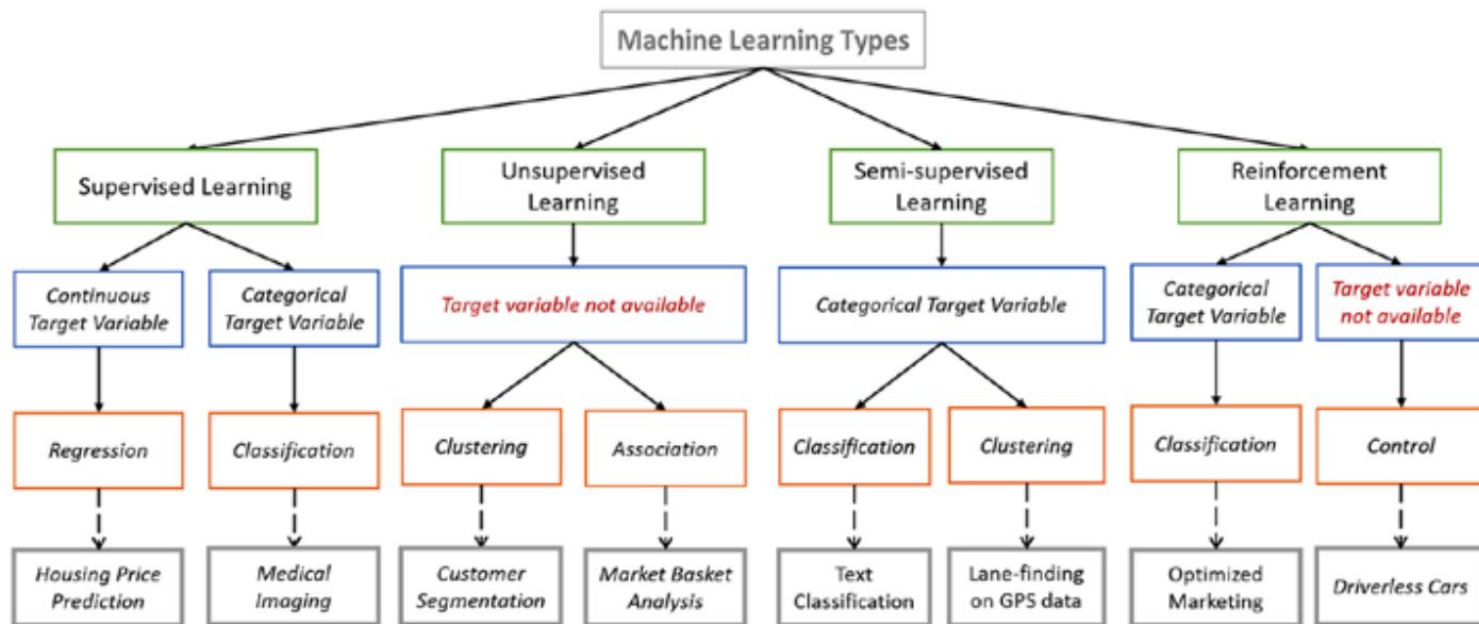 Machine Learning Types
Supervised Learning
Unsupervised
Learning
Semi-supervised
Learning
Reinforcement
Learning
Continuous
Target Variable
Categorical
Target Variable
Target variable not available
Categorical Target Variable
Categorical
Target Variable
Target variable
not available
Regression
Classification
Clustering
Association
Classification
Clustering
Classification
Control
Housing Price
Prediction
Medical
Imaging
Customer
Segmentation
Market Basket
Analysis
Text
Classification
Lane-finding
on GPS data
Optimized
Marketing
Driverless Cars